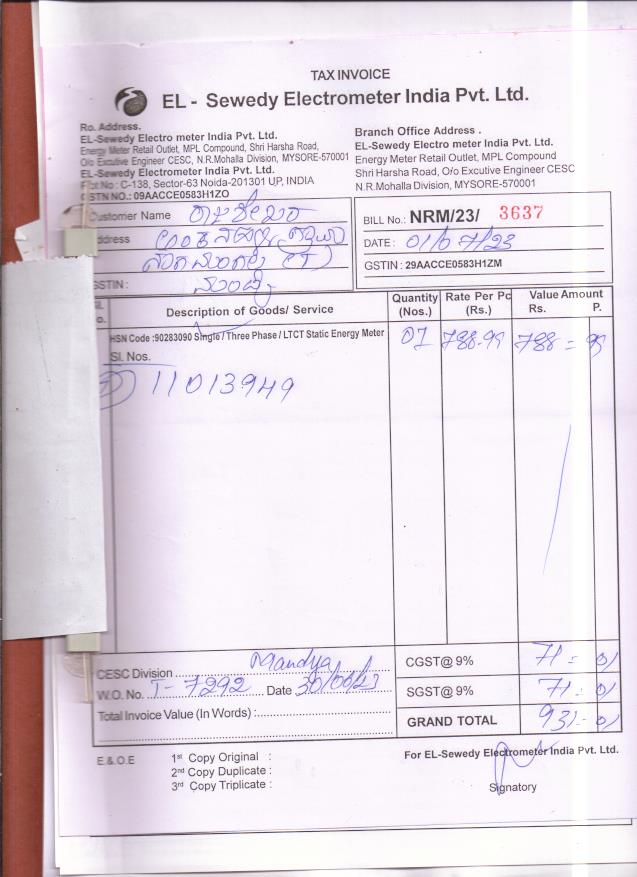 TAX INVOICE
EL - Sewedy Electrometer India Pvt. Ltd.
Ro. Address.
EL-Sewedy Electro meter India Pvt. Ltd.
Energy Meter Retail Outlet, MPL Compound, Shri Harsha Road,
O/o Excutive Engineer CESC, N.R.Mohalla Division, MYSORE-570001
EL-Sewedy Electrometer India Pvt. Ltd.
Plot No : C-138, Sector-63 Noida-201301 UP, INDIA
GSTN NO.: 09AACCE0583H1ZO
Branch Office Address .
EL-Sewedy Electro meter India Pvt. Ltd.
Energy Meter Retail Outlet, MPL Compound
Shri Harsha Road, O/o Excutive Engineer CESC
N.R.Mohalla Division, MYSORE-570001
Customer Name
ddress
GSTIN :
ಮಂಡ್ಯ
BILL No.: NRM/23/ 3637
DATE : 01/07/23
GSTIN : 29AACCE0583H1ZM
Sl. No.
Description of Goods/ Service
Quantity (Nos.)
Rate Per Pc (Rs.)
Value Amount
Rs. P.
HSN Code :90283090 Single / Three Phase / LTCT Static Energy Meter
01 788.99 788 = 99
Sl. Nos.
11013949
CESC Division Mandya
W.O. No. T-7292 Date
Total Invoice Value (In Words) :
CGST@ 9% 71 = 01
SGST@ 9% 71 = 01
GRAND TOTAL 931 = 01
E.&.O.E
1st Copy Original :
2nd Copy Duplicate :
3rd Copy Triplicate :
For EL-Sewedy Electrometer India Pvt. Ltd.
Signatory